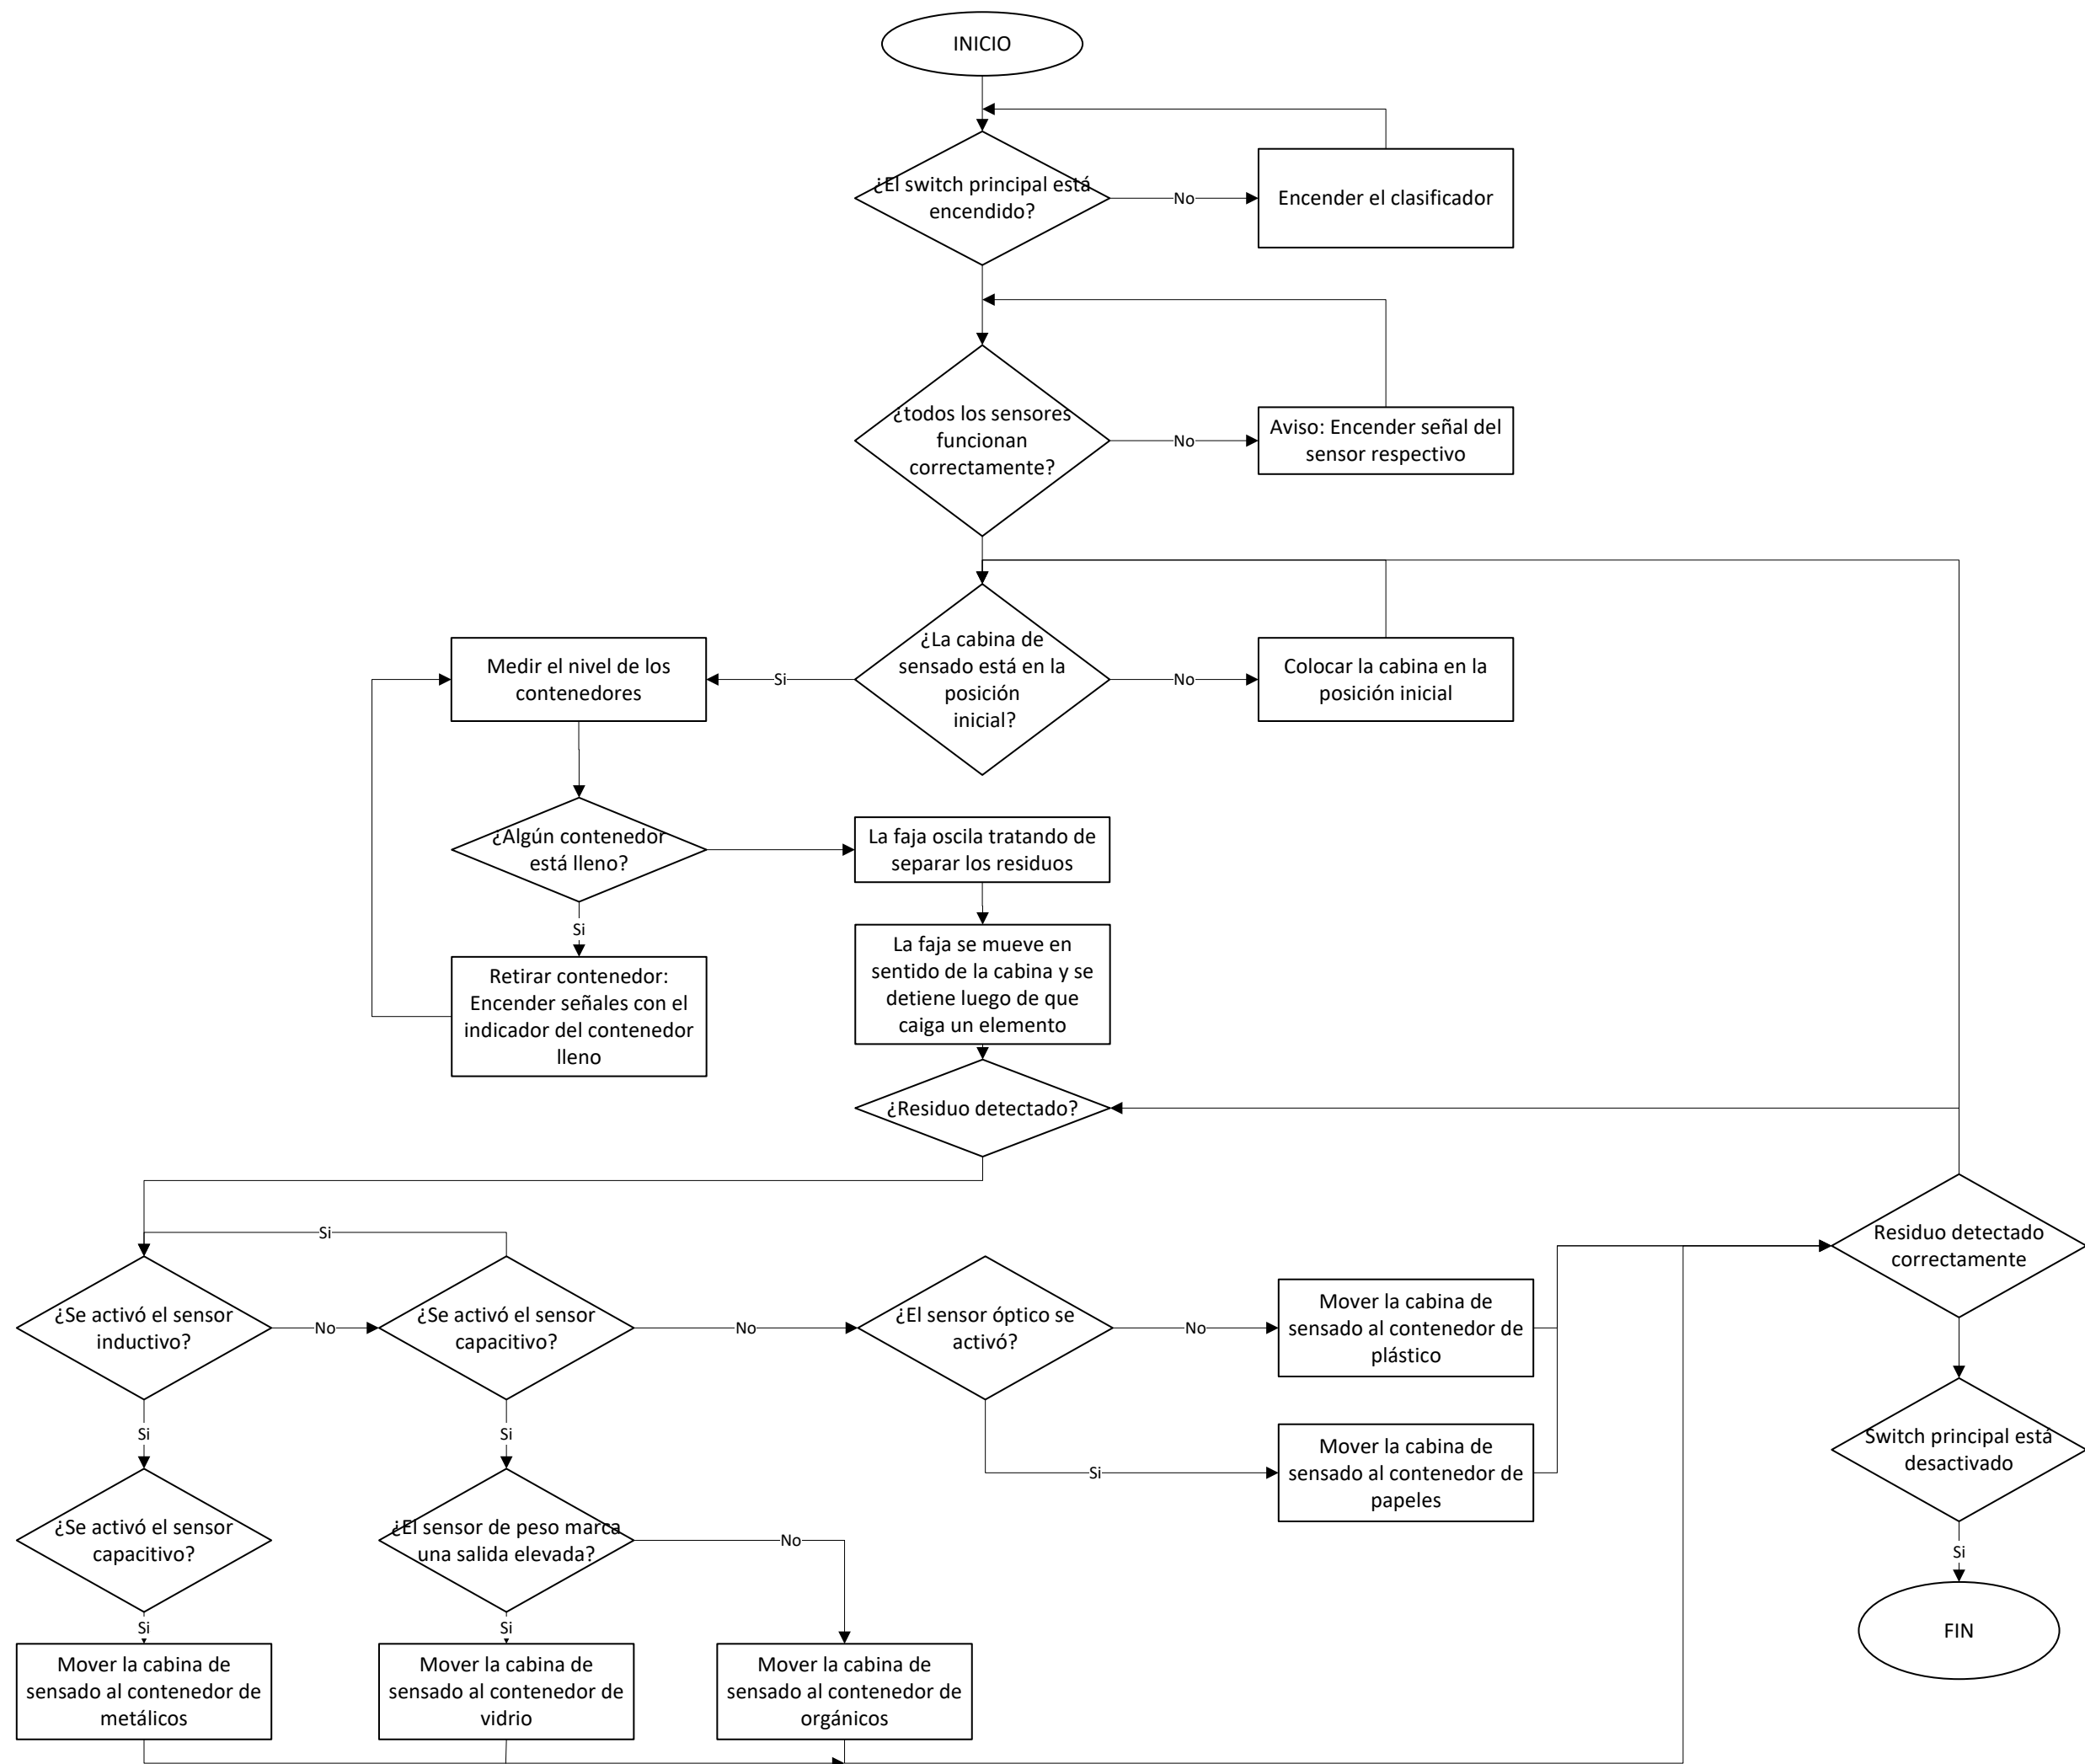 INICIO
¿El switch principal está
encendido?
No
Encender el clasificador
¿todos los sensores
funcionan
correctamente?
No
Aviso: Encender señal del
sensor respectivo
Medir el nivel de los
contenedores
Si
¿La cabina de
sensado está en la
posición
inicial?
No
Colocar la cabina en la
posición inicial
¿Algún contenedor
está lleno?
La faja oscila tratando de
separar los residuos
Si
Retirar contenedor:
Encender señales con el
indicador del contenedor
lleno
La faja se mueve en
sentido de la cabina y se
detiene luego de que
caiga un elemento
¿Residuo detectado?
Si
Residuo detectado
correctamente
¿Se activó el sensor
inductivo?
No
¿Se activó el sensor
capacitivo?
No
¿El sensor óptico se
activó?
No
Mover la cabina de
sensado al contenedor de
plástico
Si
Si
Si
Mover la cabina de
sensado al contenedor de
papeles
Switch principal está
desactivado
¿Se activó el sensor
capacitivo?
¿El sensor de peso marca
una salida elevada?
No
Si
Si
Si
Mover la cabina de
sensado al contenedor de
metálicos
Mover la cabina de
sensado al contenedor de
vidrio
Mover la cabina de
sensado al contenedor de
orgánicos
FIN